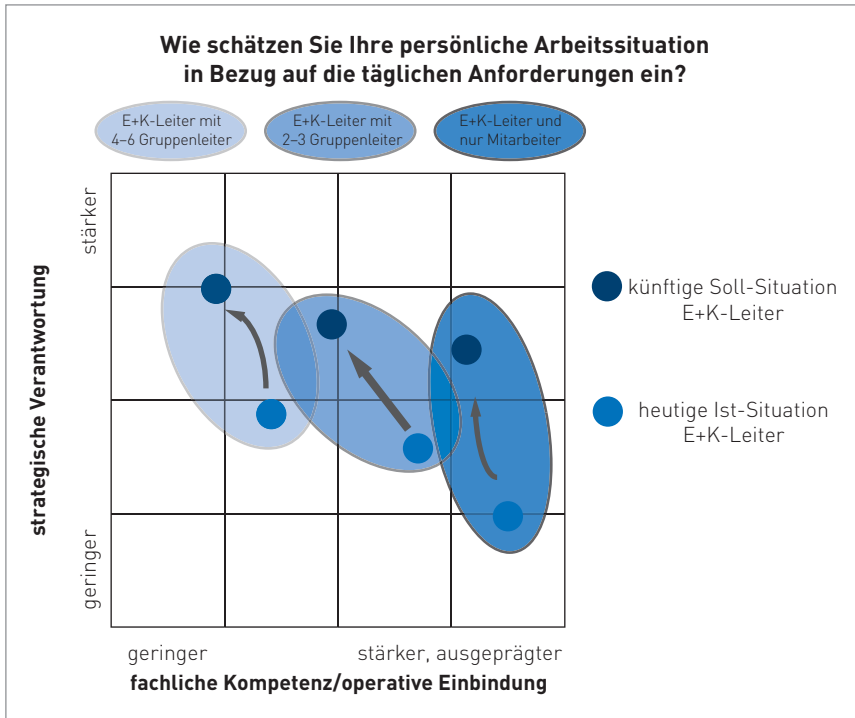 Wie schätzen Sie Ihre persönliche Arbeitssituation
in Bezug auf die täglichen Anforderungen ein?
E+K-Leiter mit
4–6 Gruppenleiter
E+K-Leiter mit
2–3 Gruppenleiter
E+K-Leiter und
nur Mitarbeiter
strategische Verantwortung
stärker
geringer
künftige Soll-Situation
E+K-Leiter
heutige Ist-Situation
E+K-Leiter
geringer
stärker, ausgeprägter
fachliche Kompetenz/operative Einbindung